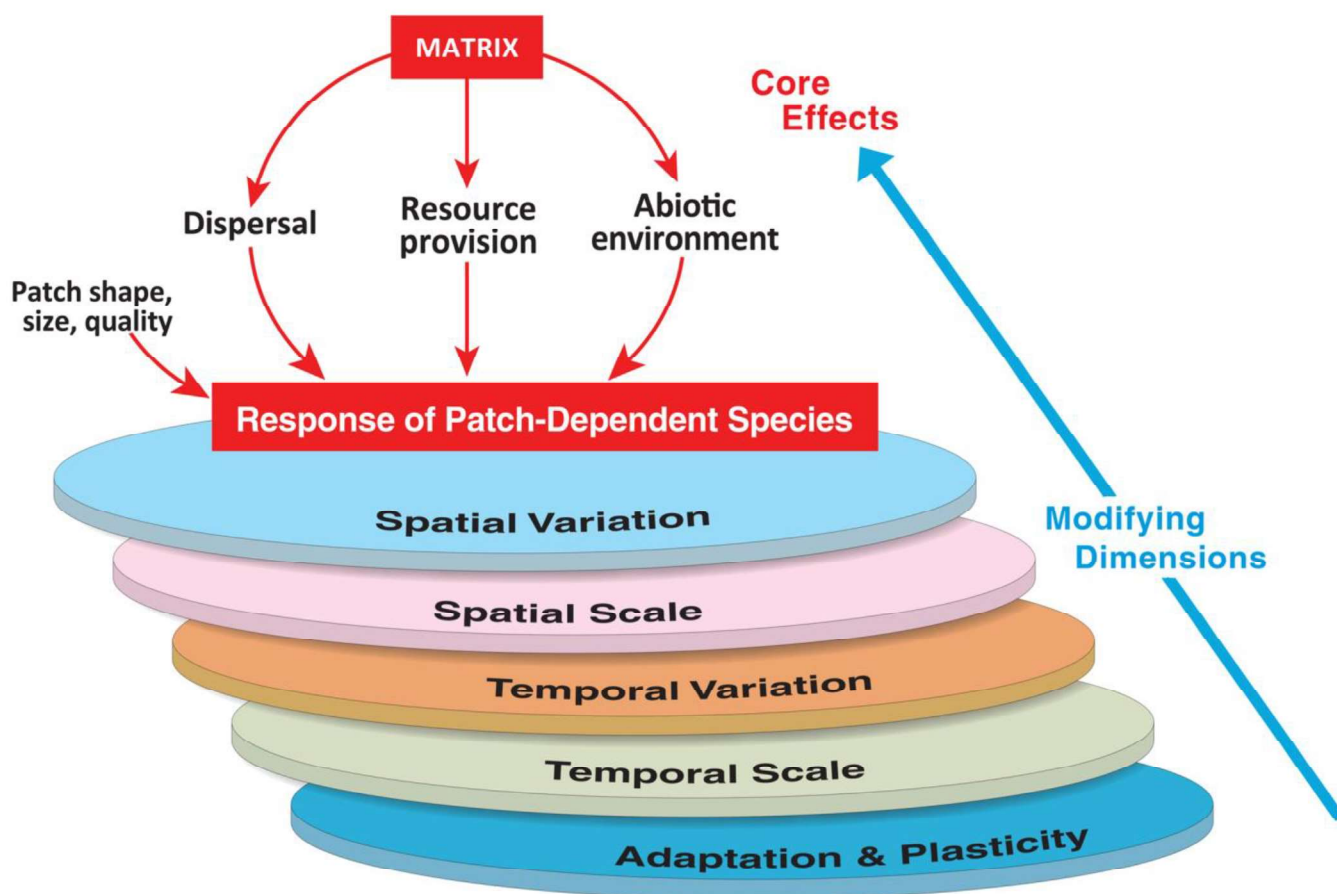 MATRIX
Core
Effects
Dispersal
Resource
provision
Abiotic
environment
Patch shape,
size, quality
Response of Patch-Dependent Species
Spatial Variation
Modifying
Dimensions
Spatial Scale
Temporal Variation
Temporal Scale
Adaptation & Plasticity